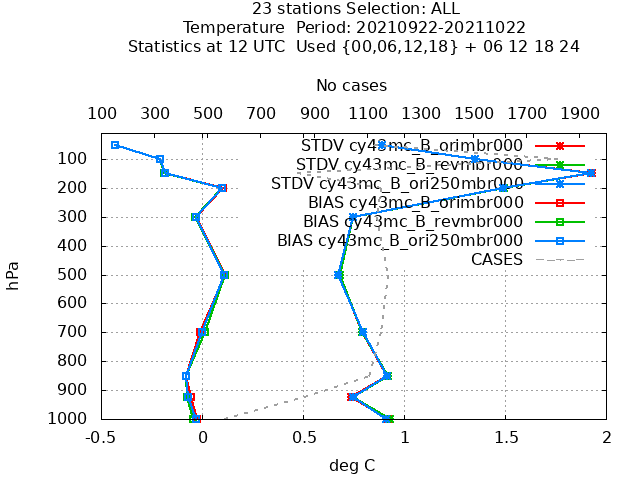 23 stations Selection: ALL
Temperature  Period: 20210922-20211022
Statistics at 12 UTC  Used {00,06,12,18} + 06 12 18 24
No cases
100 300 500 700 900 1100 1300 1500 1700 1900
STDV cy43mc_B_orimbr000
100
STDV cy43mc_B_revmbr000
STDV cy43mc_B_ori250mbr000
200
BIAS cy43mc_B_orimbr000
300
BIAS cy43mc_B_revmbr000
400
BIAS cy43mc_B_ori250mbr000
CASES
hPa
500
600
700
800
900
1000
-0.5 0 0.5 1 1.5 2
deg C